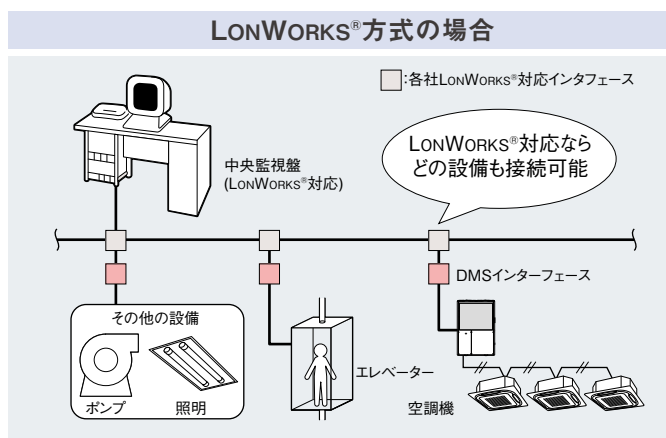 LONWORKS®方式の場合
:各社LONWORKS®対応インタフェース
LONWORKS®対応なら
どの設備も接続可能
中央監視盤
(LONWORKS®対応)
DMSインターフェース
その他の設備
ポンプ
照明
エレベーター
空調機